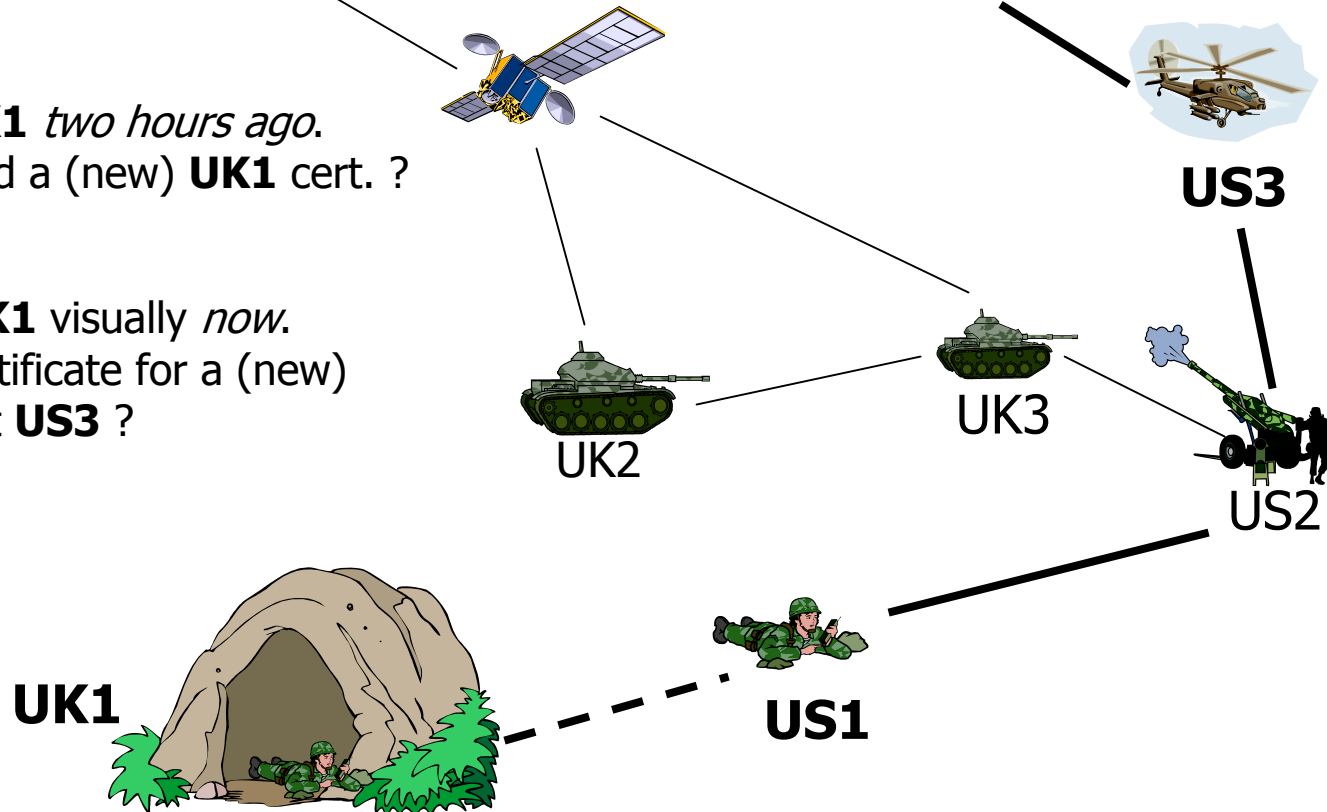 1 two hours ago.
d a (new) UK1 cert. ?
K1 visually now.
tificate for a (new)
US3 ?
US3
UK3
UK2
US2
UK1
US1